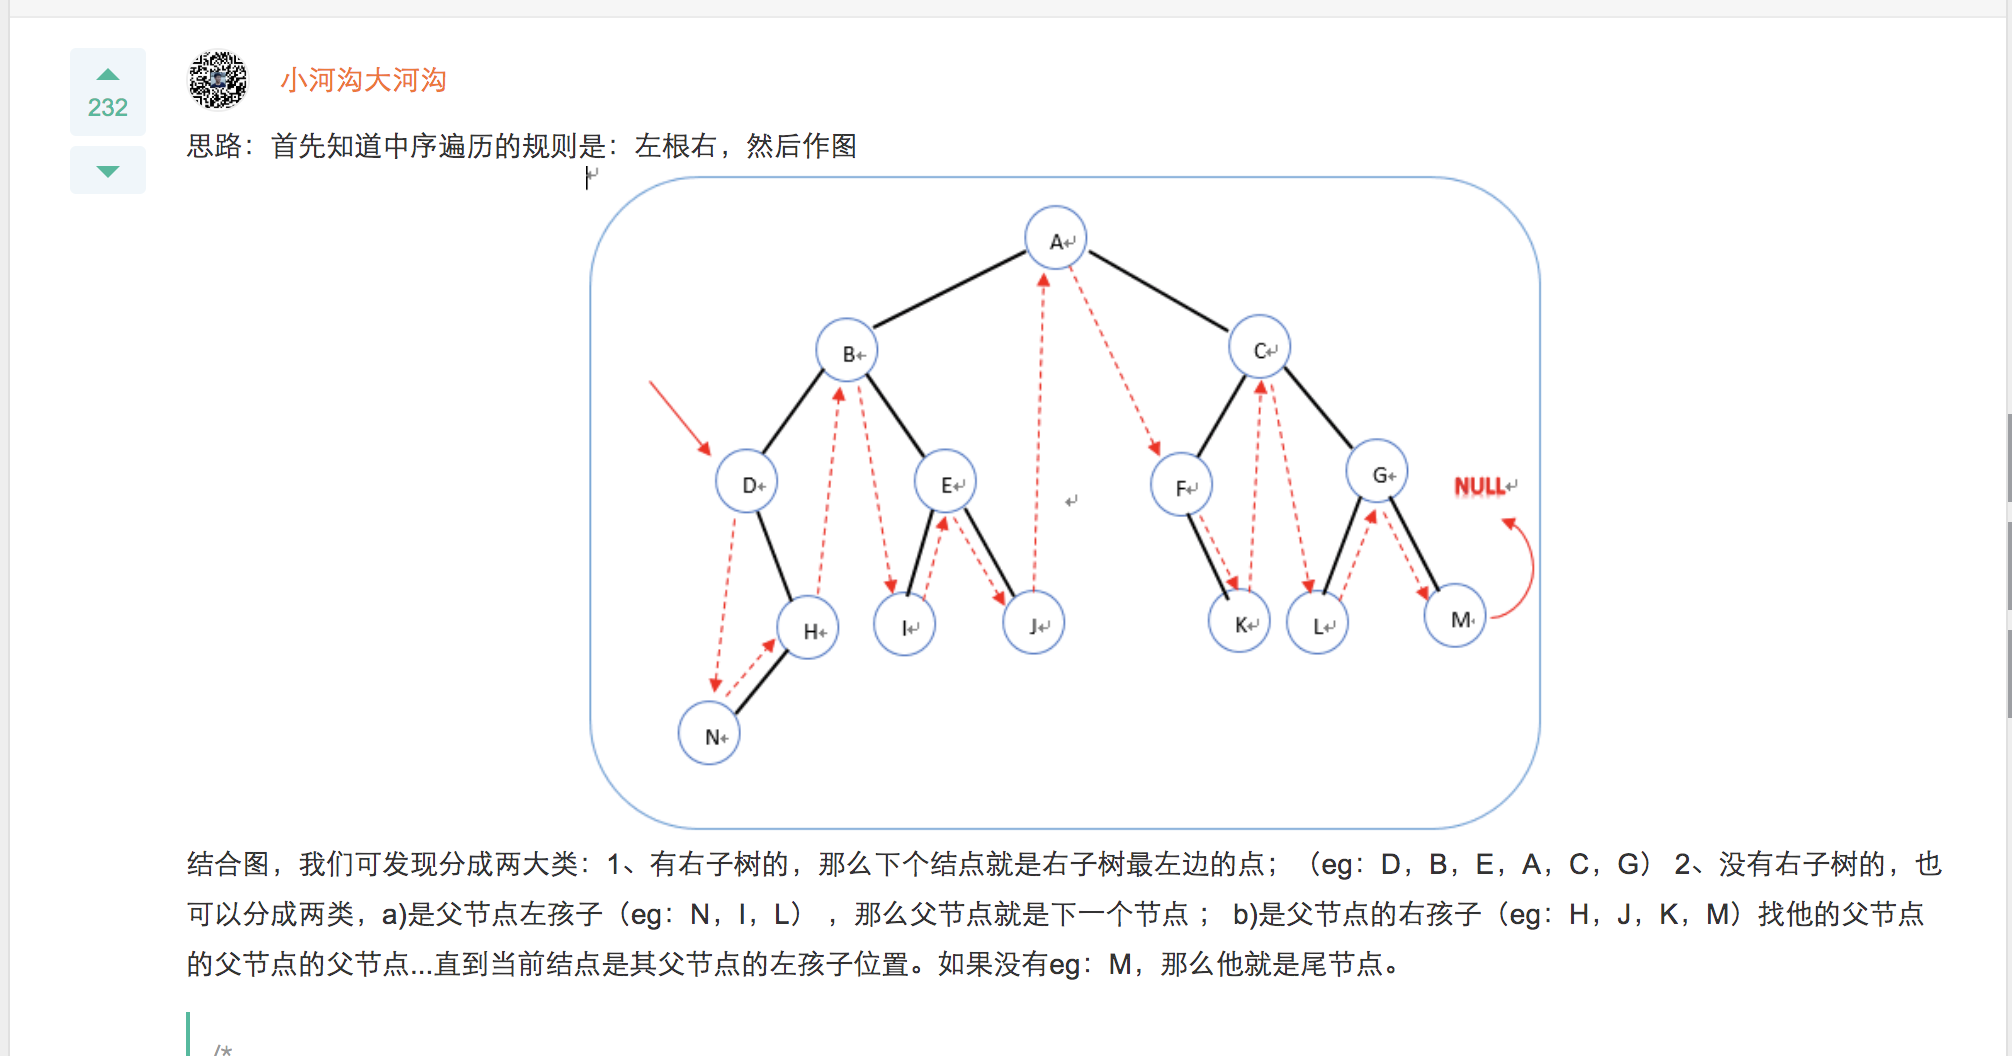 小河沟大河沟
232
思路：首先知道中序遍历的规则是：左根右，然后作图
A
B
C
D
E
F
G
NULL
H
I
J
K
L
M
N
结合图，我们可发现分成两大类：1、有右子树的，那么下个结点就是右子树最左边的点；（eg：D，B，E，A，C，G） 2、没有右子树的，也
可以分成两类，a)是父节点左孩子（eg：N，I，L） ，那么父节点就是下一个节点 ； b)是父节点的右孩子（eg：H，J，K，M）找他的父节点
的父节点的父节点...直到当前结点是其父节点的左孩子位置。如果没有eg：M，那么他就是尾节点。
/*